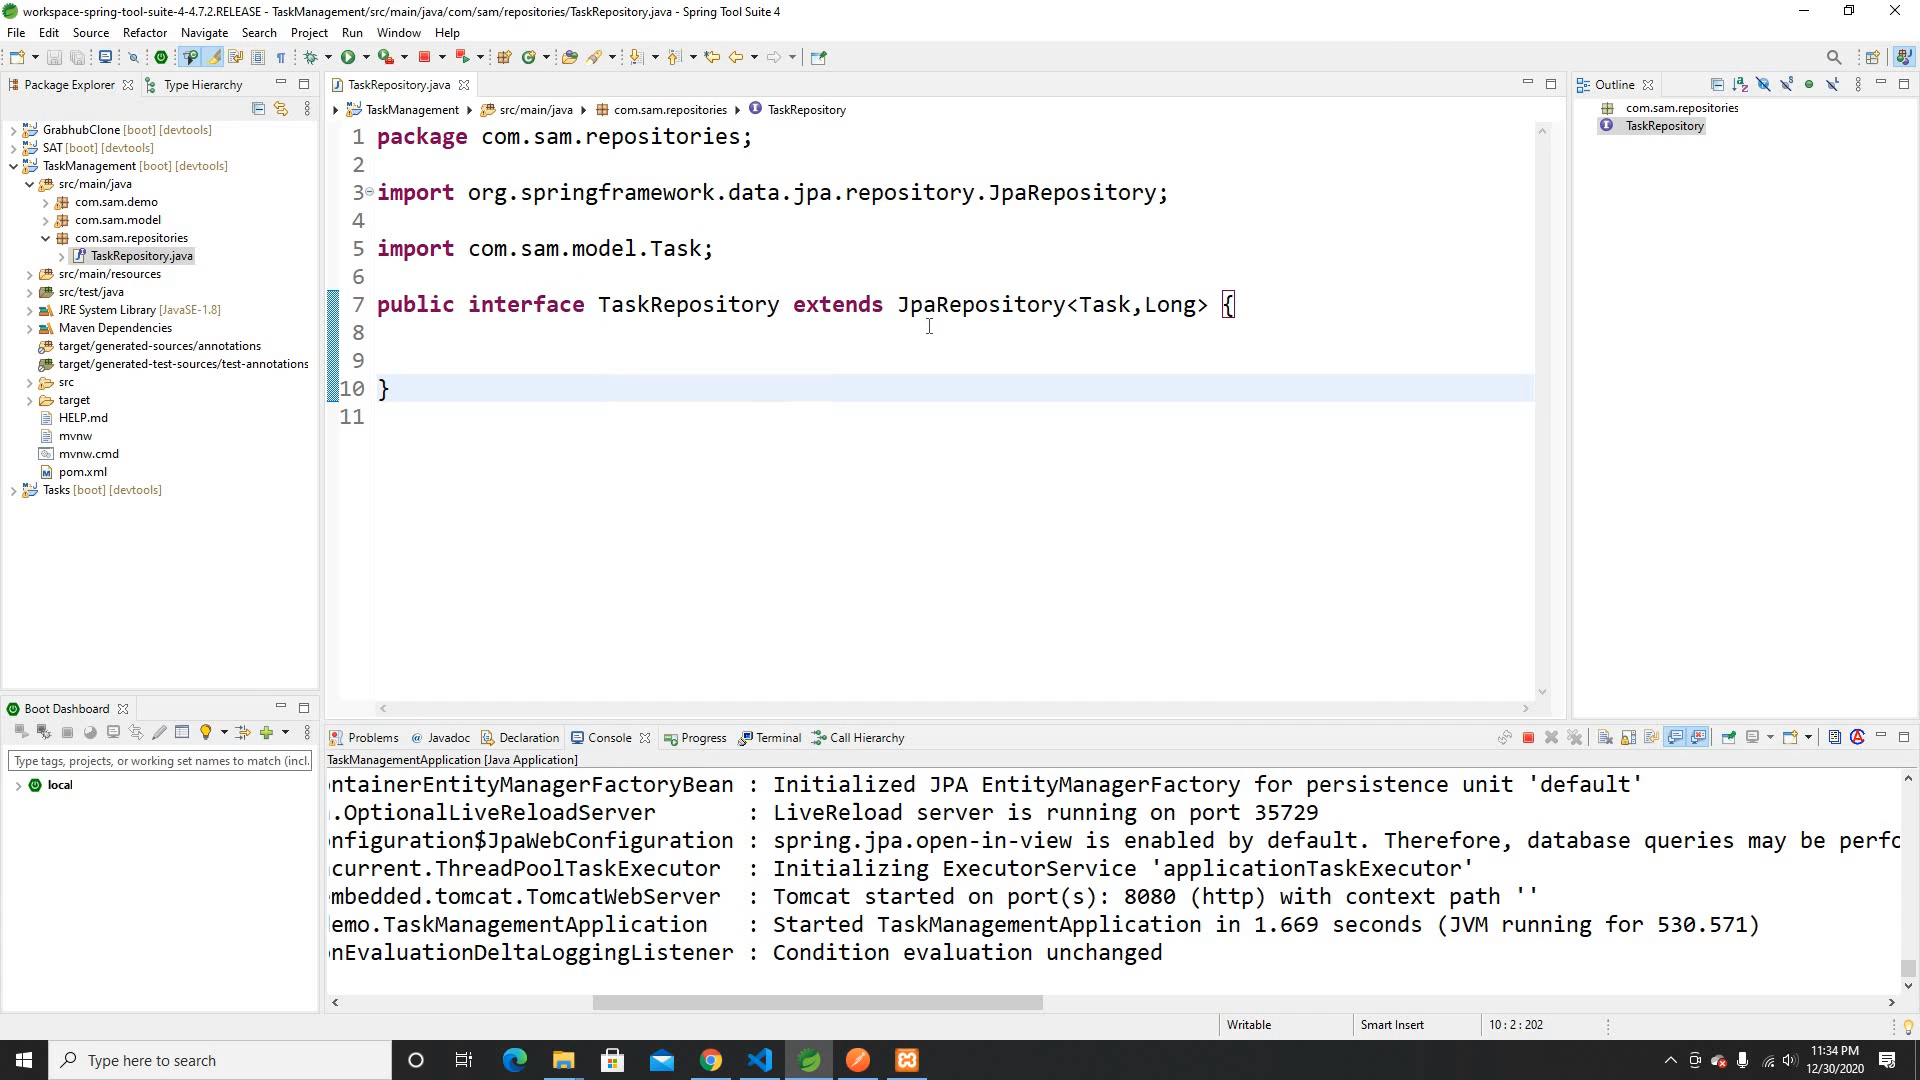 workspace-spring-tool-suite-4-4.7.2.RELEASE - TaskManagement/src/main/java/com/sam/repositories/TaskRepository.java - Spring Tool Suite 4
File Edit Source Refactor Navigate Search Project Run Window Help
Package Explorer Type Hierarchy
GrabhubClone [boot] [devtools]
SAT [boot] [devtools]
TaskManagement [boot] [devtools]
src/main/java
com.sam.demo
com.sam.model
com.sam.repositories
TaskRepository.java
src/main/resources
src/test/java
JRE System Library [JavaSE-1.8]
Maven Dependencies
target/generated-sources/annotations
target/generated-test-sources/test-annotations
src
target
HELP.md
mvnw
mvnw.cmd
pom.xml
Tasks [boot] [devtools]
TaskRepository.java
TaskManagement src/main/java com.sam.repositories TaskRepository
1 package com.sam.repositories;
2
3 import org.springframework.data.jpa.repository.JpaRepository;
4
5 import com.sam.model.Task;
6
7 public interface TaskRepository extends JpaRepository<Task,Long> {
8
9
10 }
11
Outline
com.sam.repositories
TaskRepository
Boot Dashboard
Type tags, projects, or working set names to match (incl.
local
Problems Javadoc Declaration Console Progress Terminal Call Hierarchy
TaskManagementApplication [Java Application]
ntainerEntityManagerFactoryBean : Initialized JPA EntityManagerFactory for persistence unit 'default'
.OptionalLiveReloadServer : LiveReload server is running on port 35729
nfiguration$JpaWebConfiguration : spring.jpa.open-in-view is enabled by default. Therefore, database queries may be perfo
current.ThreadPoolTaskExecutor : Initializing ExecutorService 'applicationTaskExecutor'
mbedded.tomcat.TomcatWebServer : Tomcat started on port(s): 8080 (http) with context path ''
emo.TaskManagementApplication : Started TaskManagementApplication in 1.669 seconds (JVM running for 530.571)
nEvaluationDeltaLoggingListener : Condition evaluation unchanged
Writable Smart Insert 10 : 2 : 202
Type here to search
11:34 PM
12/30/2020